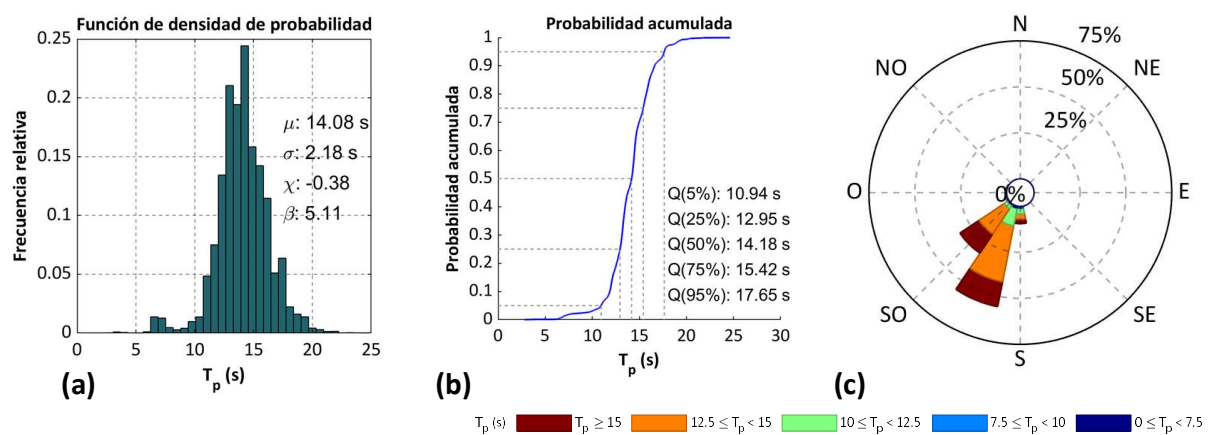 Función de densidad de probabilidad
0.25
0.2
0.15
0.1
0.05
0
Frecuencia relativa
μ: 14.08 s
σ: 2.18 s
χ: -0.38
β: 5.11
0 5 10 15 20 25
T_p (s)
(a)
Probabilidad acumulada
1
0.9
0.8
0.7
0.6
0.5
0.4
0.3
0.2
0.1
0
Probabilidad acumulada
Q(5%): 10.94 s
Q(25%): 12.95 s
Q(50%): 14.18 s
Q(75%): 15.42 s
Q(95%): 17.65 s
0 5 10 15 20 25 30
T_p (s)
(b)
N
75%
NO
50%
NE
25%
O
0%
E
SO
SE
S
(c)
T_p (s) T_p ≥ 15 12.5 ≤ T_p < 15 10 ≤ T_p < 12.5 7.5 ≤ T_p < 10 0 ≤ T_p < 7.5